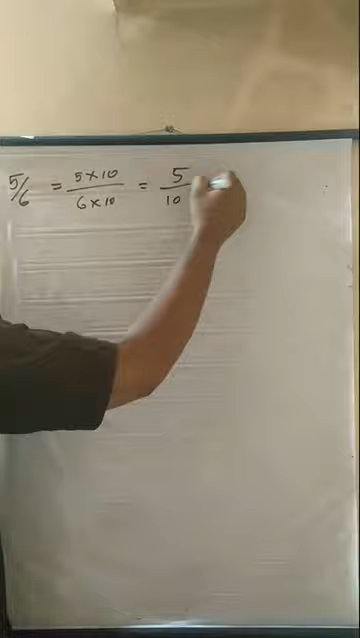 5/6 = 5×10 / 6×10 = 5 / 10